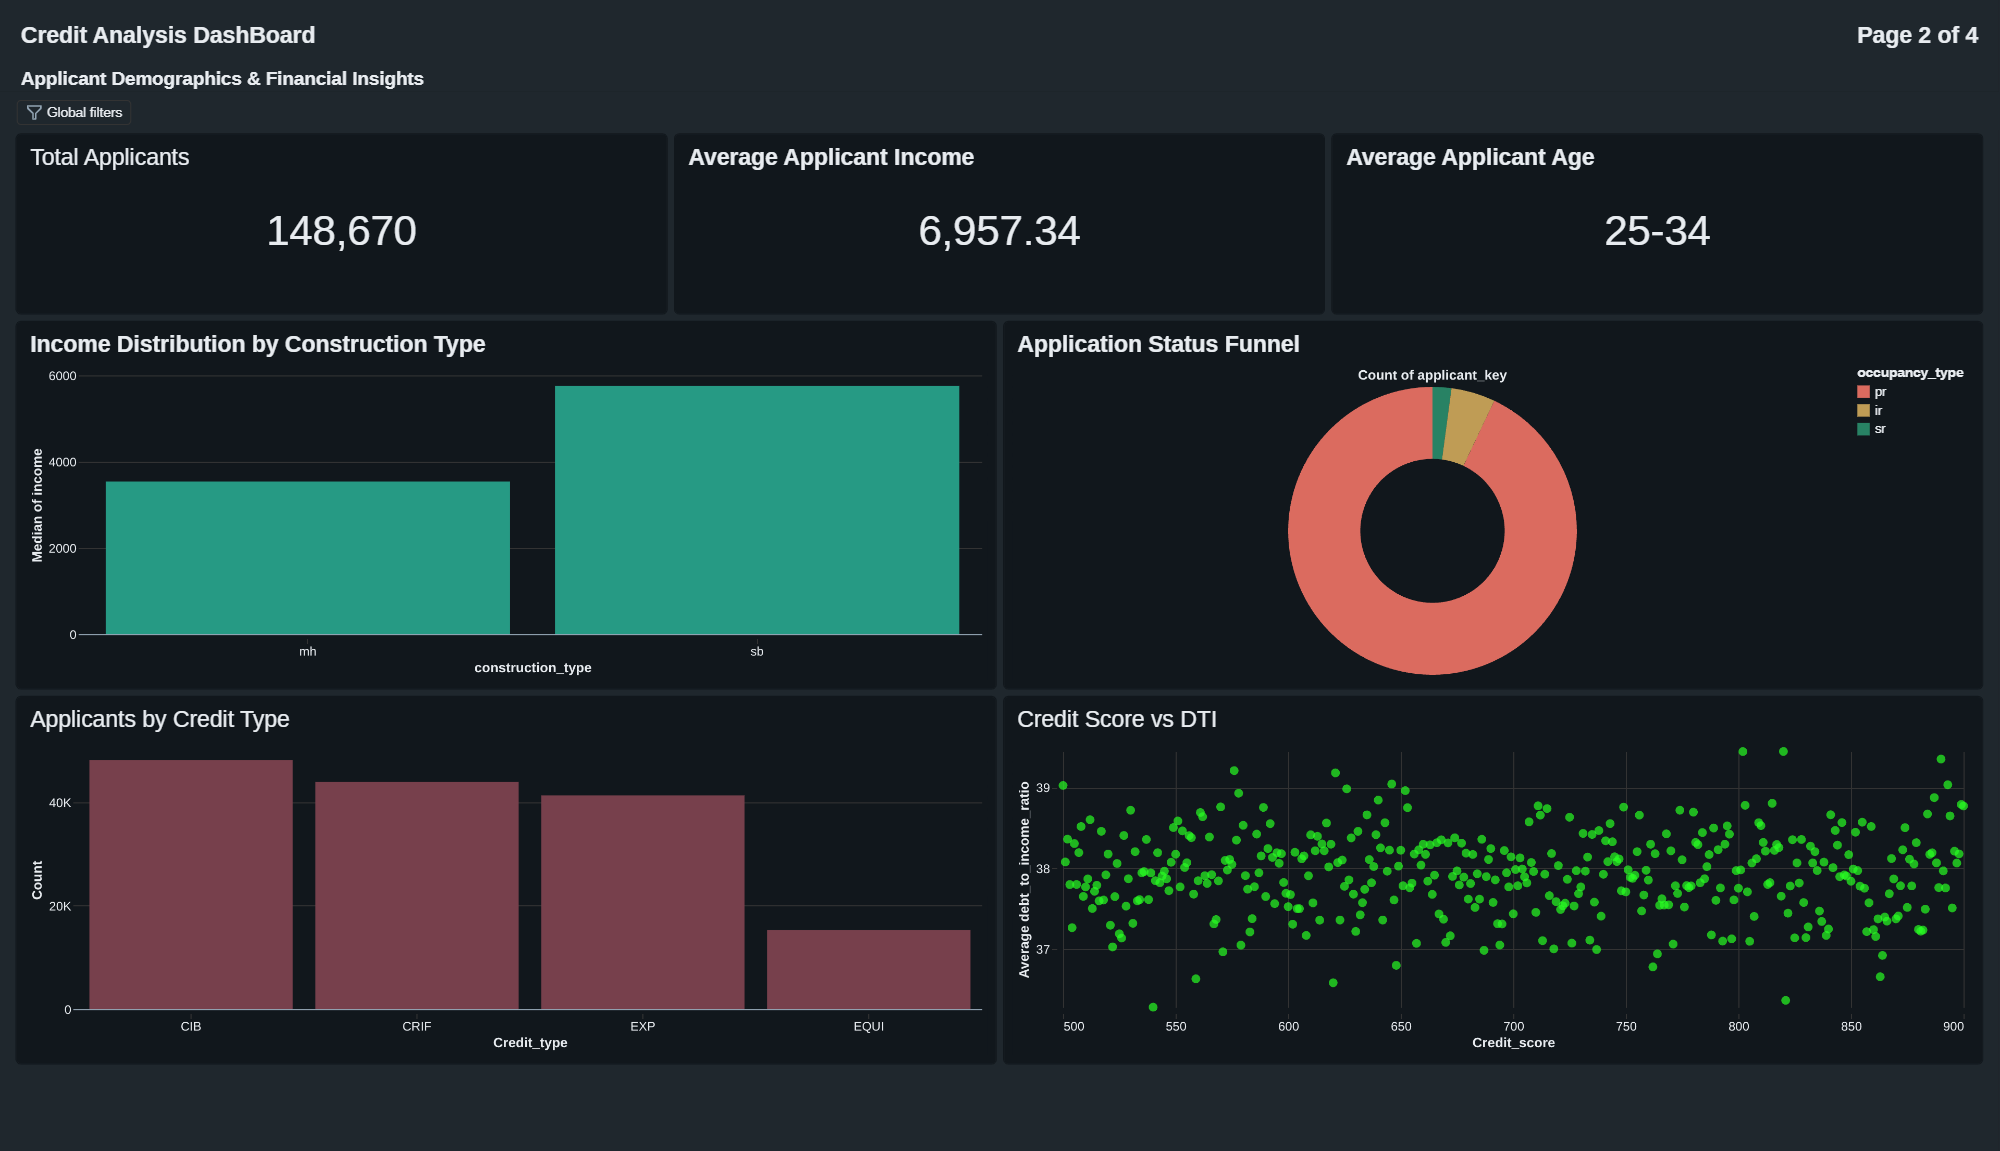 Credit Analysis DashBoard
Page 2 of 4
Applicant Demographics & Financial Insights
Global filters
Total Applicants
148,670
Average Applicant Income
6,957.34
Average Applicant Age
25-34
Income Distribution by Construction Type
6000
4000
2000
0
Median of income
mh
sb
construction_type
Application Status Funnel
Count of applicant_key
occupancy_type
pr
ir
sr
Applicants by Credit Type
40K
20K
0
Count
CIB
CRIF
EXP
EQUI
Credit_type
Credit Score vs DTI
39
38
37
Average debt_to_income_ratio
500
550
600
650
700
750
800
850
900
Credit_score